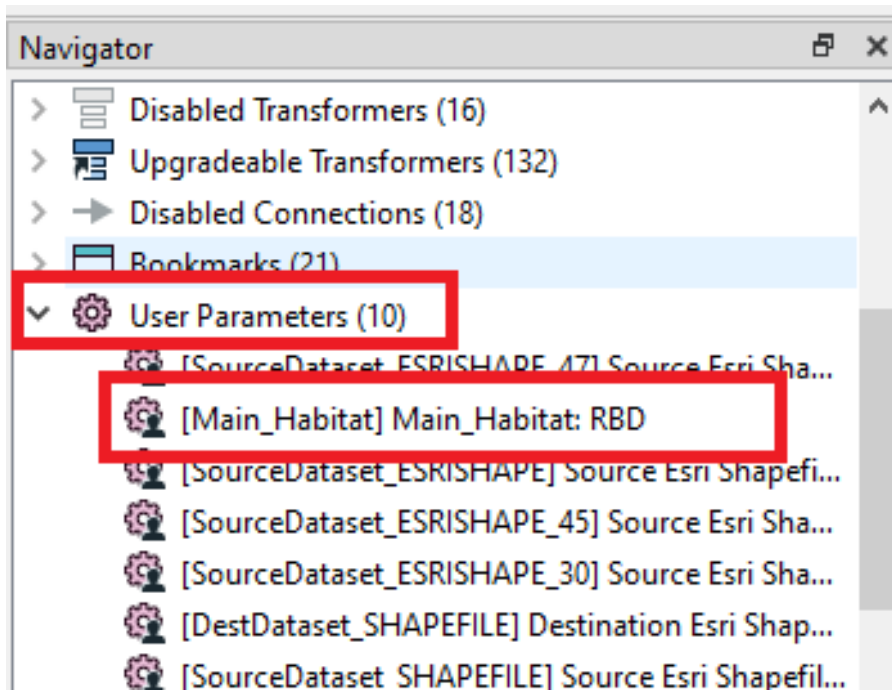 Navigator
Disabled Transformers (16)
Upgradeable Transformers (132)
Disabled Connections (18)
Bookmarks (21)
User Parameters (10)
[SourceDataset_ESRISHAPE_47] Source Esri Sha...
[Main_Habitat] Main_Habitat: RBD
[SourceDataset_ESRISHAPE] Source Esri Shapefi...
[SourceDataset_ESRISHAPE_45] Source Esri Sha...
[SourceDataset_ESRISHAPE_30] Source Esri Sha...
[DestDataset_SHAPEFILE] Destination Esri Shap...
[SourceDataset_SHAPEFILE] Source Esri Shapefil...